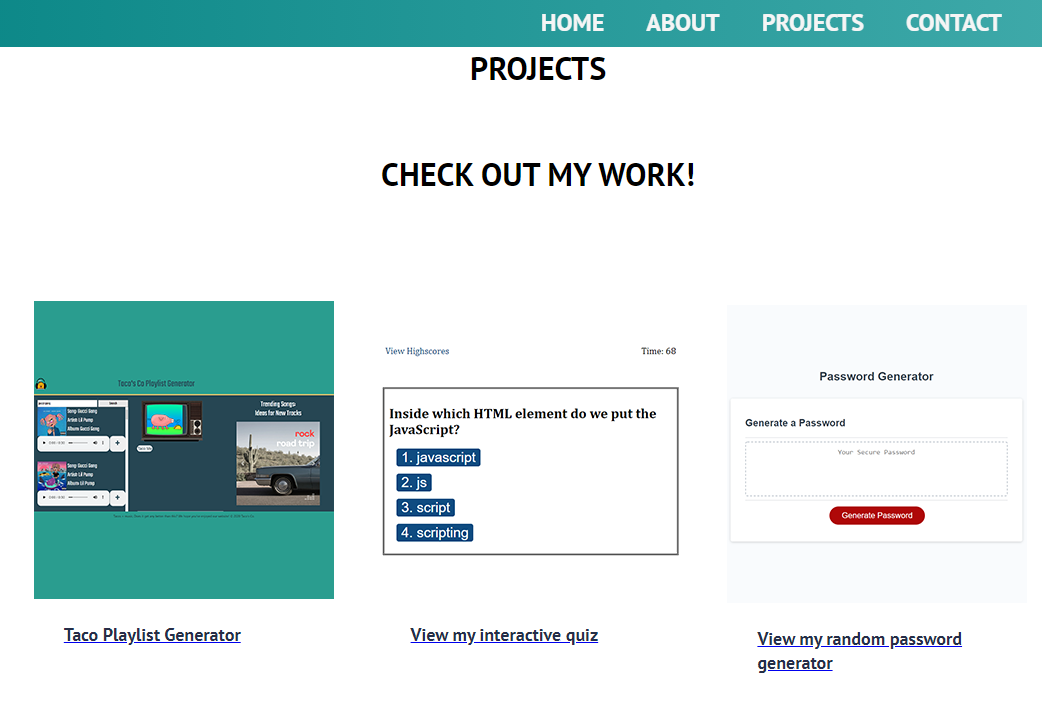 HOME ABOUT PROJECTS CONTACT
PROJECTS
CHECK OUT MY WORK!
Taco's Co Playlist Generator
Song: Gucci Gang
Artist: Lil Pump
Album: Gucci Gang
Song: Gucci Gang
Artist: Lil Pump
Album: Gucci Gang
Trending Songs:
Ideas for New Tracks
rock
road trip
View Highscores Time: 68
Inside which HTML element do we put the
JavaScript?
1. javascript
2. js
3. script
4. scripting
Password Generator
Generate a Password
Your Secure Password
Generate Password
Taco Playlist Generator
View my interactive quiz
View my random password
generator